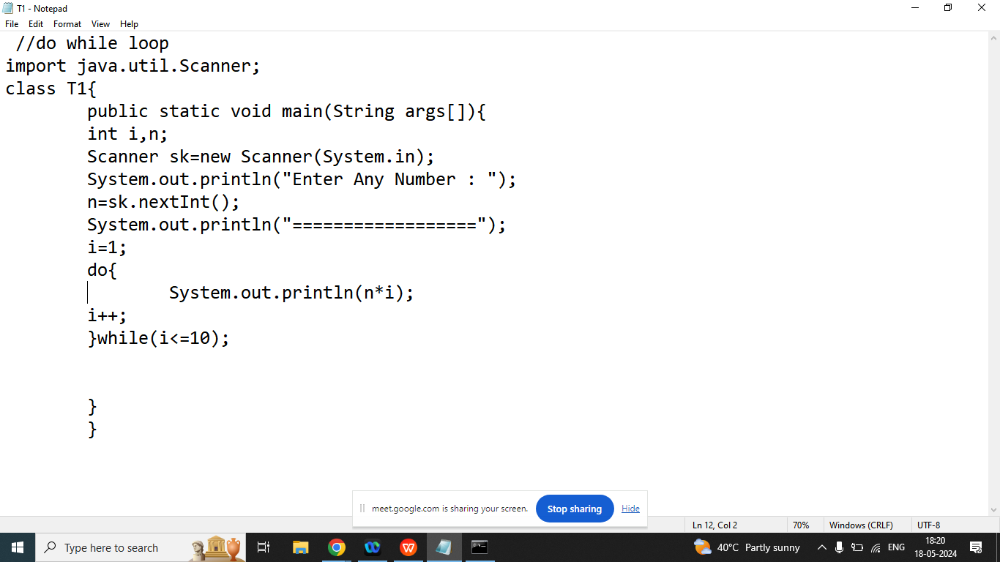 T1 - Notepad
File Edit Format View Help
//do while loop
import java.util.Scanner;
class T1{
public static void main(String args[]){
int i,n;
Scanner sk=new Scanner(System.in);
System.out.println("Enter Any Number : ");
n=sk.nextInt();
System.out.println("==================");
i=1;
do{
System.out.println(n*i);
i++;
}while(i<=10);
}
}
meet.google.com is sharing your screen. Stop sharing Hide
Ln 12, Col 2 70% Windows (CRLF) UTF-8
Type here to search 40°C Partly sunny ENG 18:20
18-05-2024